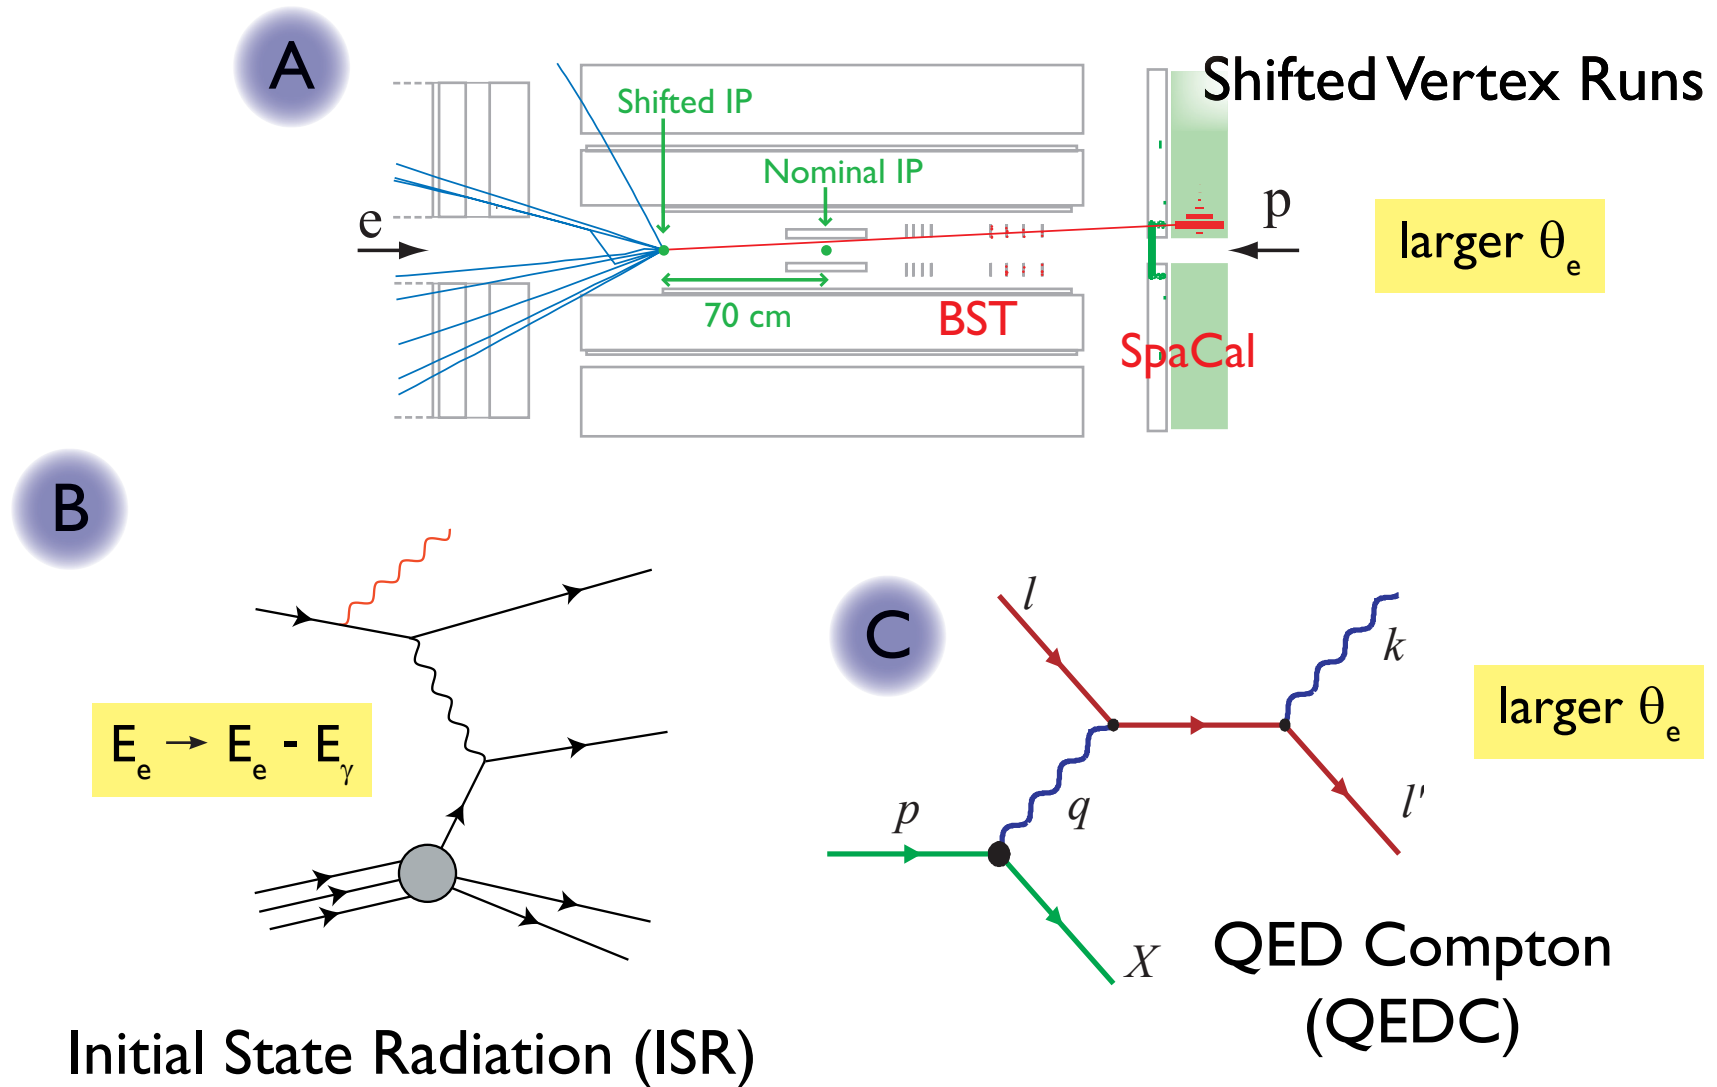 A
Shifted Vertex Runs
Shifted IP
Nominal IP
e
p
larger θe
70 cm
BST
SpaCal
B
Ee → Ee - Eγ
Initial State Radiation (ISR)
C
l
k
larger θe
p
q
l'
X
QED Compton
(QEDC)